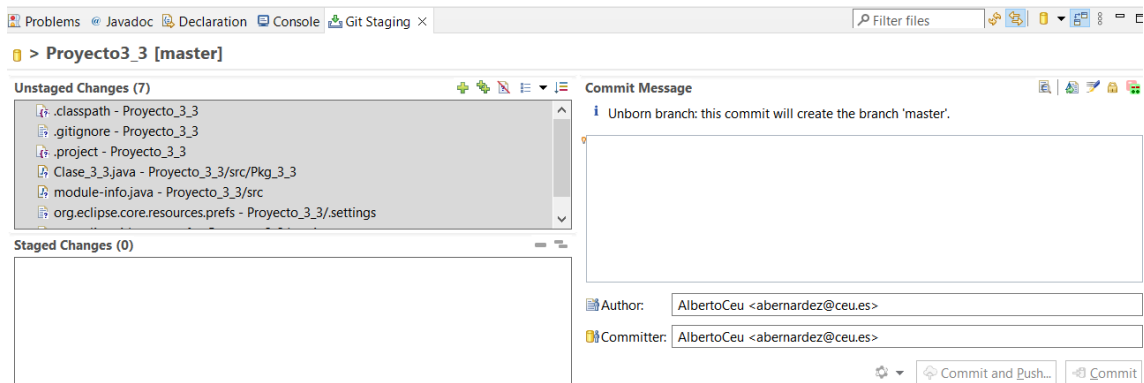 Problems @ Javadoc Declaration Console Git Staging × Filter files
> Proyecto3_3 [master]
Unstaged Changes (7)
.classpath - Proyecto_3_3
.gitignore - Proyecto_3_3
.project - Proyecto_3_3
Clase_3_3.java - Proyecto_3_3/src/Pkg_3_3
module-info.java - Proyecto_3_3/src
org.eclipse.core.resources.prefs - Proyecto_3_3/.settings
Staged Changes (0)
Commit Message
Unborn branch: this commit will create the branch 'master'.
Author: AlbertoCeu <abernardez@ceu.es>
Committer: AlbertoCeu <abernardez@ceu.es>
Commit and Push... Commit